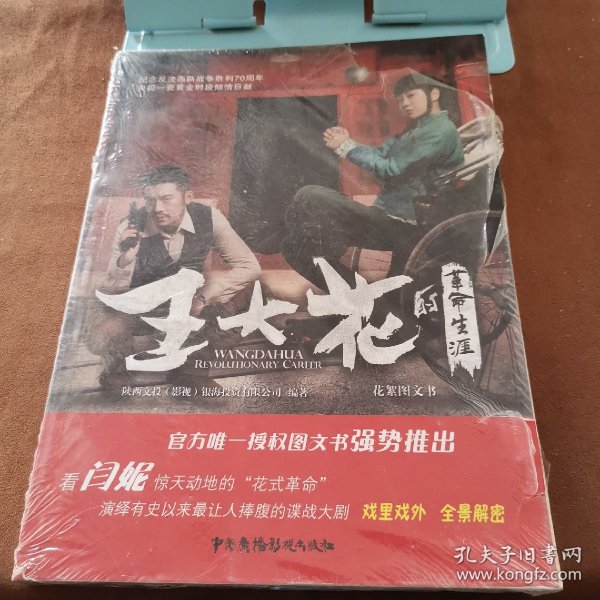 纪念反法西斯战争胜利70周年
央视一套黄金时段倾情巨献
王大花的革命生涯
WANGDAHUA
REVOLUTIONARY CAREER
陕西文投(影视)银海投资有限公司 编著
花絮图文书
官方唯一授权图文书强势推出
看闫妮惊天动地的“花式革命”
演绎有史以来最让人捧腹的谍战大剧 戏里戏外 全景解密
中国广播影视出版社
孔夫子旧书网
www.kongfz.com